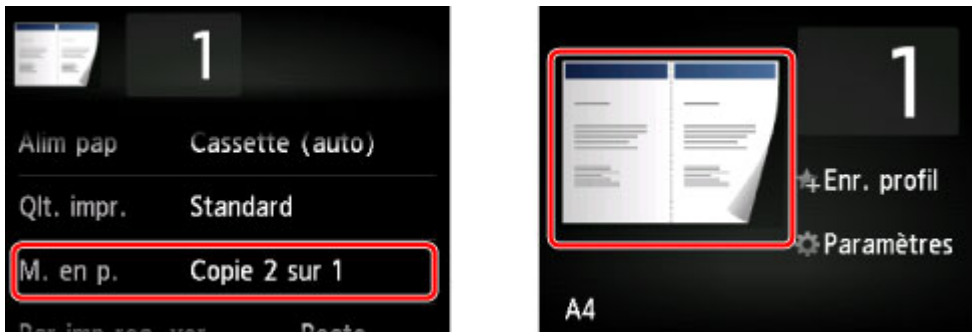 1
Alim pap Cassette (auto)
Qlt. impr. Standard
M. en p. Copie 2 sur 1
1
Enr. profil
Paramètres
A4